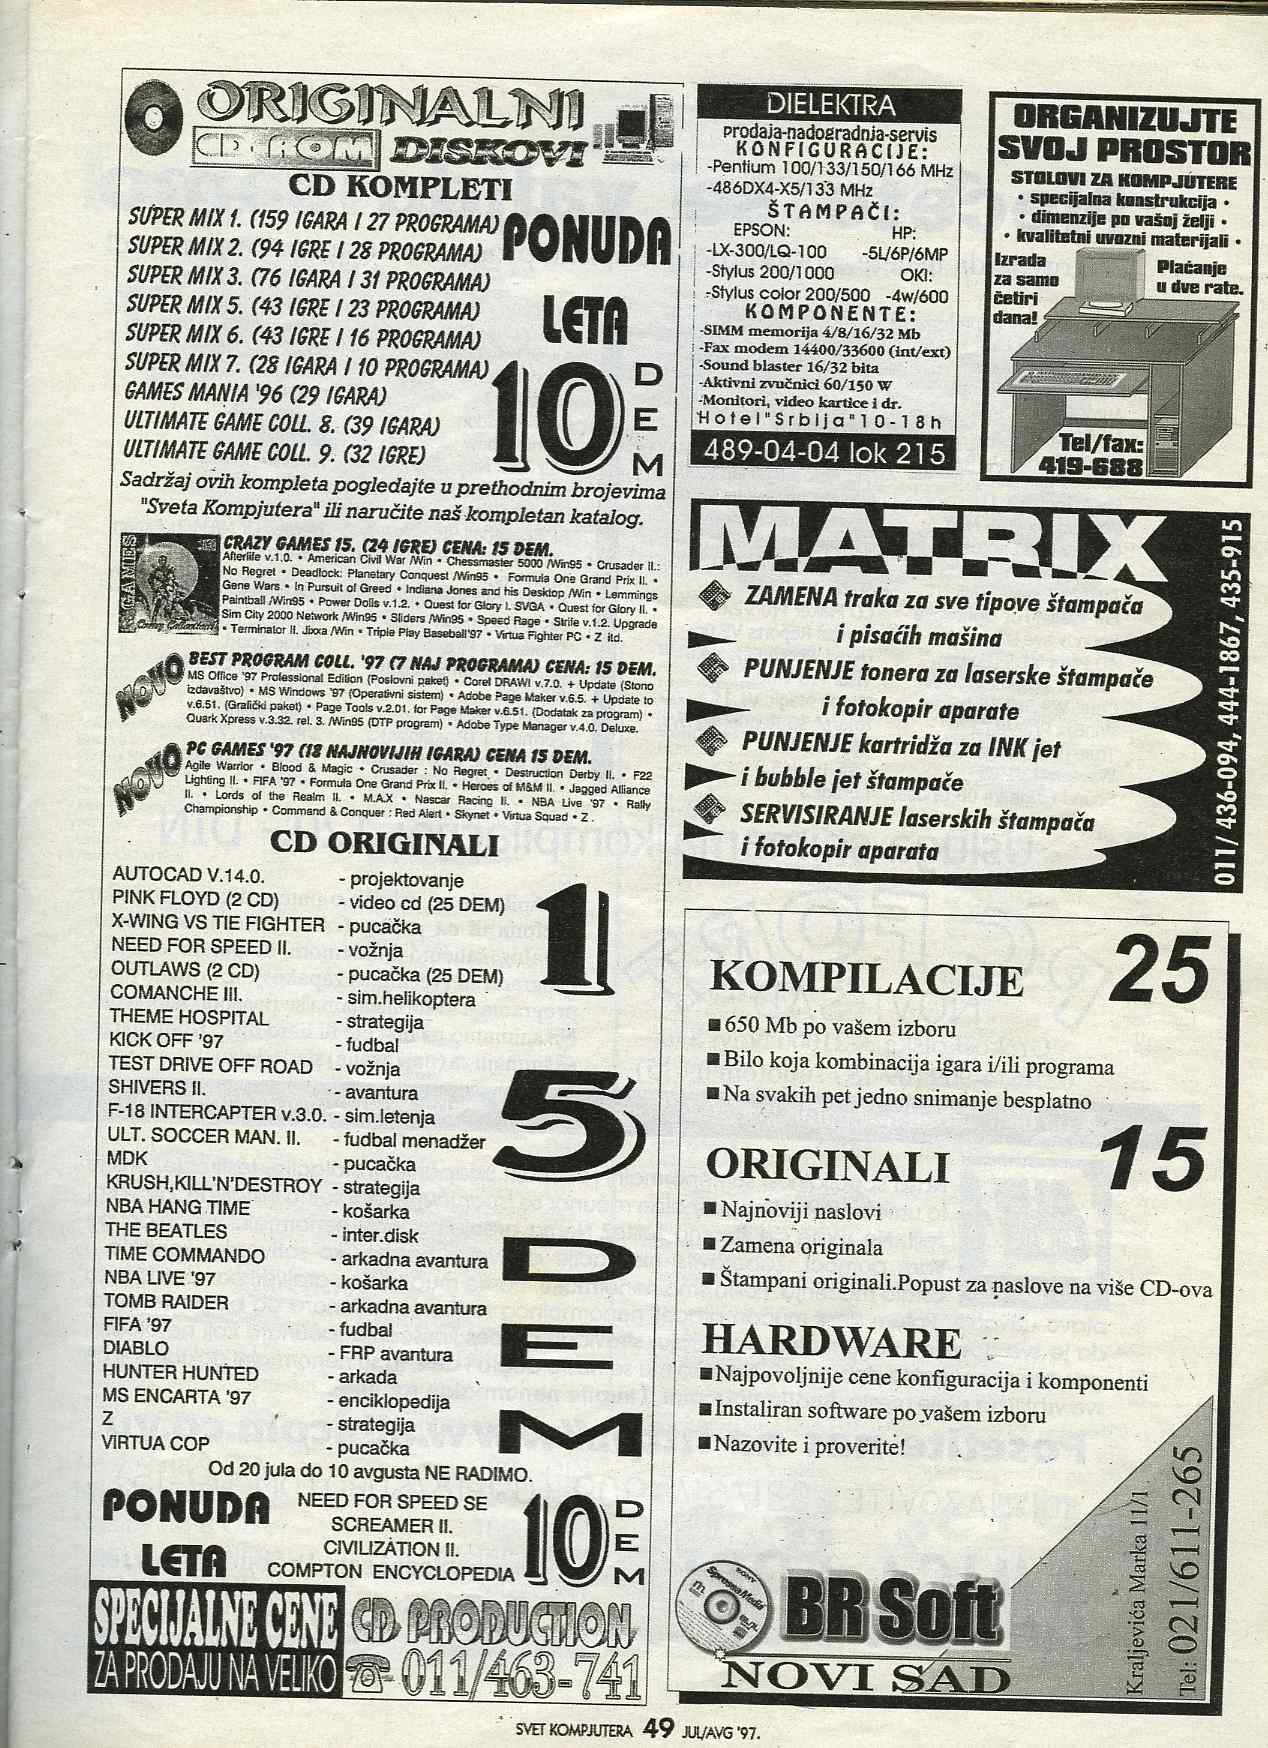 ORIGINALNI
CD-ROM DISKOVI
CD KOMPLETI
SUPER MIX 1. (159 IGARA I 27 PROGRAMA)
SUPER MIX 2. (94 IGRE I 28 PROGRAMA)
SUPER MIX 3. (76 IGARA I 31 PROGRAMA)
SUPER MIX 5. (43 IGRE I 23 PROGRAMA)
SUPER MIX 6. (43 IGRE I 16 PROGRAMA)
SUPER MIX 7. (28 IGARA I 10 PROGRAMA)
GAMES MANIA '96 (29 IGARA)
ULTIMATE GAME COLL. 8. (39 IGARA)
ULTIMATE GAME COLL. 9. (32 IGRE)
PONUDA
LETA
10 DEM
Sadržaj ovih kompleta pogledajte u prethodnim brojevima
"Sveta Kompjutera" ili naručite naš kompletan katalog.
GAMES
CRAZY GAMES 15. (24 IGRE) CENA: 15 DEM.
Afterlife v.1.0. • American Civil War /Win • Chessmaster 5000 /Win95 • Crusader II.:
No Regret • Deadlock: Planetary Conquest /Win95 • Formula One Grand Prix II. •
Gene Wars • In Pursuit of Greed • Indiana Jones and his Desktop /Win • Lemmings
Paintball /Win95 • Power Dolls v.1.2. • Quest for Glory I. SVGA • Quest for Glory II. •
Sim City 2000 Network /Win95 • Sliders /Win95 • Speed Rage • Strife v.1.2. Upgrade
• Terminator II. Jixxa /Win • Triple Play Baseball'97 • Virtua Fighter PC • Z itd.
NOVO
BEST PROGRAM COLL. '97 (7 NAJ PROGRAMA) CENA: 15 DEM.
MS Office '97 Professional Edition (Poslovni paket) • Corel DRAW! v.7.0. + Update (Stono
izdavaštvo) • MS Windows '97 (Operativni sistem) • Adobe Page Maker v.6.5. + Update to
v.6.51. (Grafički paket) • Page Tools v.2.01. for Page Maker v.6.51. (Dodatak za program) •
Quark Xpress v.3.32. rel. 3. /Win95 (DTP program) • Adobe Type Manager v.4.0. Deluxe.
NOVO
PC GAMES '97 (18 NAJNOVIJIH IGARA) CENA 15 DEM.
Agile Warrior • Blood & Magic • Crusader : No Regret • Destruction Derby II. • F22
Lighting II. • FIFA '97 • Formula One Grand Prix II. • Heroes of M&M II. • Jagged Alliance
II. • Lords of the Realm II. • M.A.X • Nascar Racing II. • NBA Live '97 • Rally
Championship • Command & Conquer : Red Alert • Skynet • Virtua Squad • Z .
CD ORIGINALI
AUTOCAD V.14.0. - projektovanje
PINK FLOYD (2 CD) - video cd (25 DEM)
X-WING VS TIE FIGHTER - pucačka
NEED FOR SPEED II. - vožnja
OUTLAWS (2 CD) - pucačka (25 DEM)
COMANCHE III. - sim.helikoptera
THEME HOSPITAL - strategija
KICK OFF '97 - fudbal
TEST DRIVE OFF ROAD - vožnja
SHIVERS II. - avantura
F-18 INTERCAPTER v.3.0. - sim.letenja
ULT. SOCCER MAN. II. - fudbal menadžer
MDK - pucačka
KRUSH,KILL'N'DESTROY - strategija
NBA HANG TIME - košarka
THE BEATLES - inter.disk
TIME COMMANDO - arkadna avantura
NBA LIVE '97 - košarka
TOMB RAIDER - arkadna avantura
FIFA '97 - fudbal
DIABLO - FRP avantura
HUNTER HUNTED - arkada
MS ENCARTA '97 - enciklopedija
Z - strategija
VIRTUA COP - pucačka
15 DEM
Od 20 jula do 10 avgusta NE RADIMO.
PONUDA
LETA
NEED FOR SPEED SE
SCREAMER II.
CIVILIZATION II.
COMPTON ENCYCLOPEDIA
10 DEM
SPECIJALNE CENE
ZA PRODAJU NA VELIKO
CD PRODUCTION
011/463-741
DIELEKTRA
prodaja-nadogradnja-servis
KONFIGURACIJE:
-Pentium 100/133/150/166 MHz
-486DX4-X5/133 MHz
ŠTAMPAČI:
EPSON: HP:
-LX-300/LQ-100 -5L/6P/6MP
-Stylus 200/1000 OKI:
-Stylus color 200/500 -4w/600
KOMPONENTE:
-SIMM memorija 4/8/16/32 Mb
-Fax modem 14400/33600 (int/ext)
-Sound blaster 16/32 bita
-Aktivni zvučnici 60/150 W
-Monitori, video kartice i dr.
Hotel"Srbija"10-18h
489-04-04 lok 215
ORGANIZUJTE
SVOJ PROSTOR
STOLOVI ZA KOMPJUTERE
• specijalna konstrukcija •
• dimenzije po vašoj želji •
• kvalitetni uvozni materijali •
Izrada
za samo
četiri
dana!
Plaćanje
u dve rate.
Tel/fax:
419-688
MATRIX
ZAMENA traka za sve tipove štampača
i pisaćih mašina
PUNJENJE tonera za laserske štampače
i fotokopir aparate
PUNJENJE kartridža za INK jet
i bubble jet štampače
SERVISIRANJE laserskih štampača
i fotokopir aparata
011/ 436-094, 444-1867, 435-915
KOMPILACIJE 25
650 Mb po vašem izboru
Bilo koja kombinacija igara i/ili programa
Na svakih pet jedno snimanje besplatno
ORIGINALI 15
Najnoviji naslovi
Zamena originala
Štampani originali.Popust za naslove na više CD-ova
HARDWARE
Najpovoljnije cene konfiguracija i komponenti
Instaliran software po vašem izboru
Nazovite i proverite!
SONY
BR Soft
NOVI SAD
Kraljevića Marka 11/1
Tel: 021/611-265
SVET KOMPJUTERA 49 JUL/AVG '97.